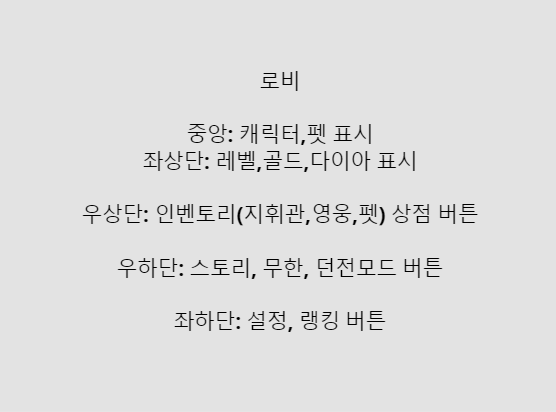 로비
중앙: 캐릭터,펫 표시
좌상단: 레벨,골드,다이아 표시
우상단: 인벤토리(지휘관,영웅,펫) 상점 버튼
우하단: 스토리, 무한, 던전모드 버튼
좌하단: 설정, 랭킹 버튼